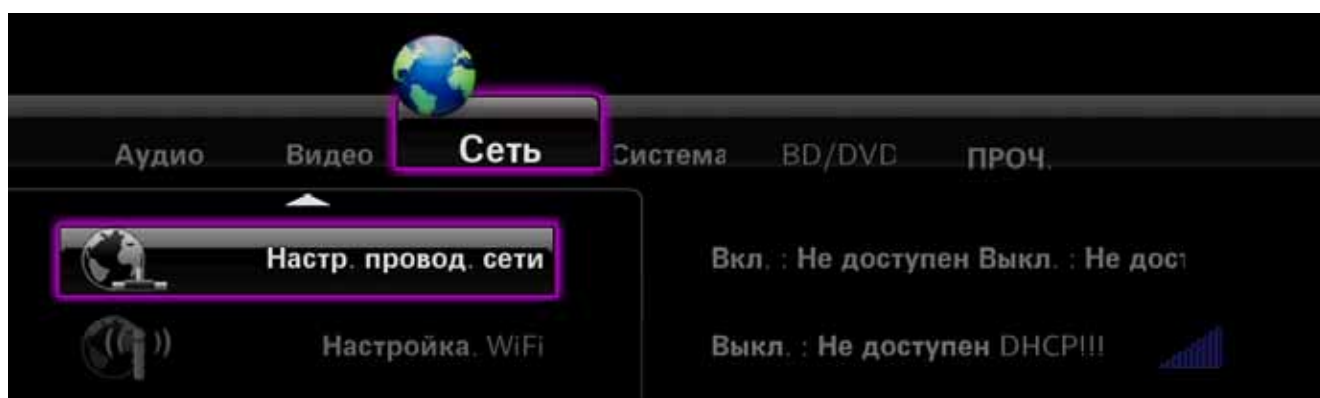 Аудио Видео Сеть Система BD/DVD ПРОЧ.
Настр. провод. сети Вкл. : Не доступен Выкл. : Не дост
Настройка. WiFi Выкл. : Не доступен DHCP!!!